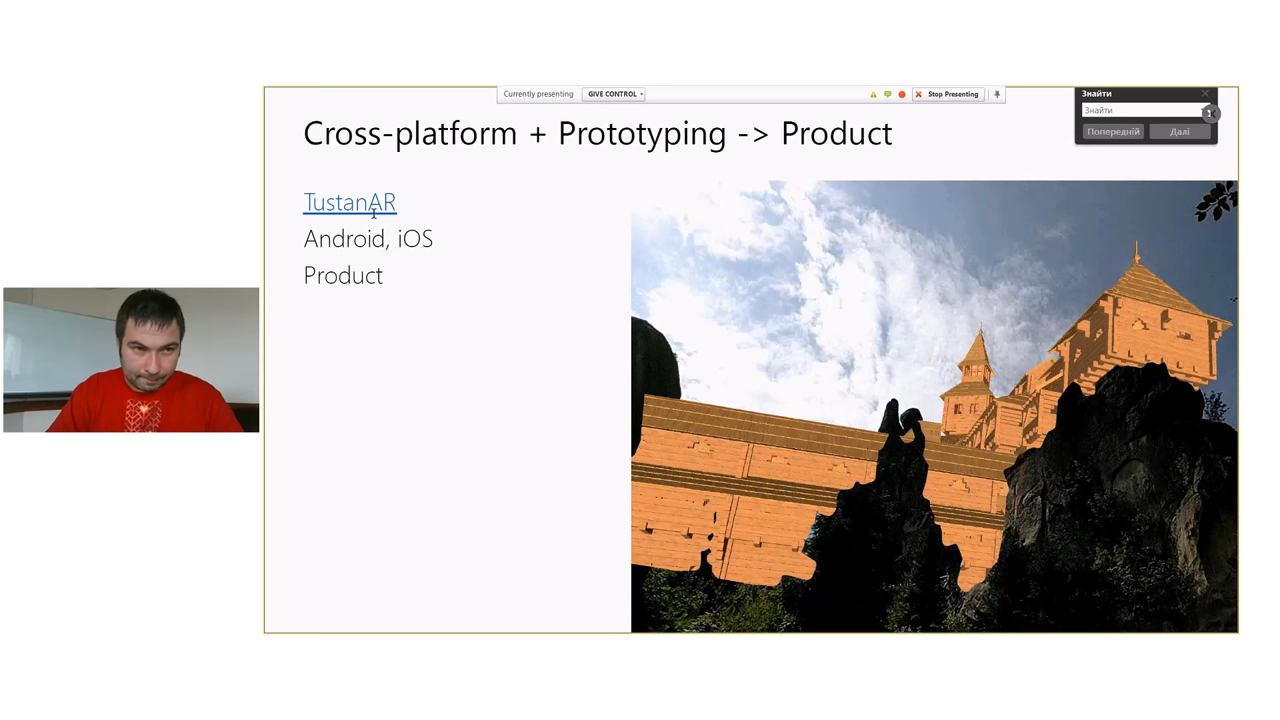 Currently presenting GIVE CONTROL Stop Presenting
Знайти
Знайти
Попередній Далі
Cross-platform + Prototyping -> Product
TustanAR
Android, iOS
Product